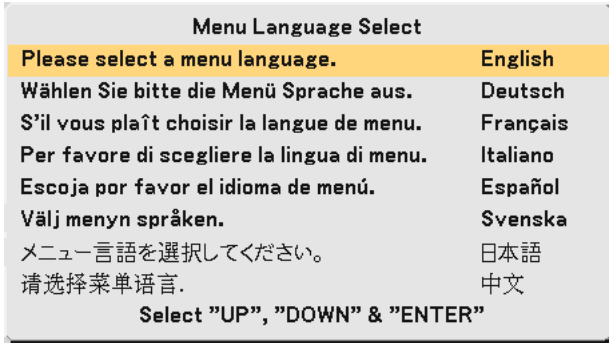 Menu Language Select
Please select a menu language. English
Wählen Sie bitte die Menü Sprache aus. Deutsch
S'il vous plaît choisir la langue de menu. Français
Per favore di scegliere la lingua di menu. Italiano
Escoja por favor el idioma de menú. Español
Välj menyn språken. Svenska
メニュー言語を選択してください。 日本語
请选择菜单语言. 中文
Select "UP", "DOWN" & "ENTER"